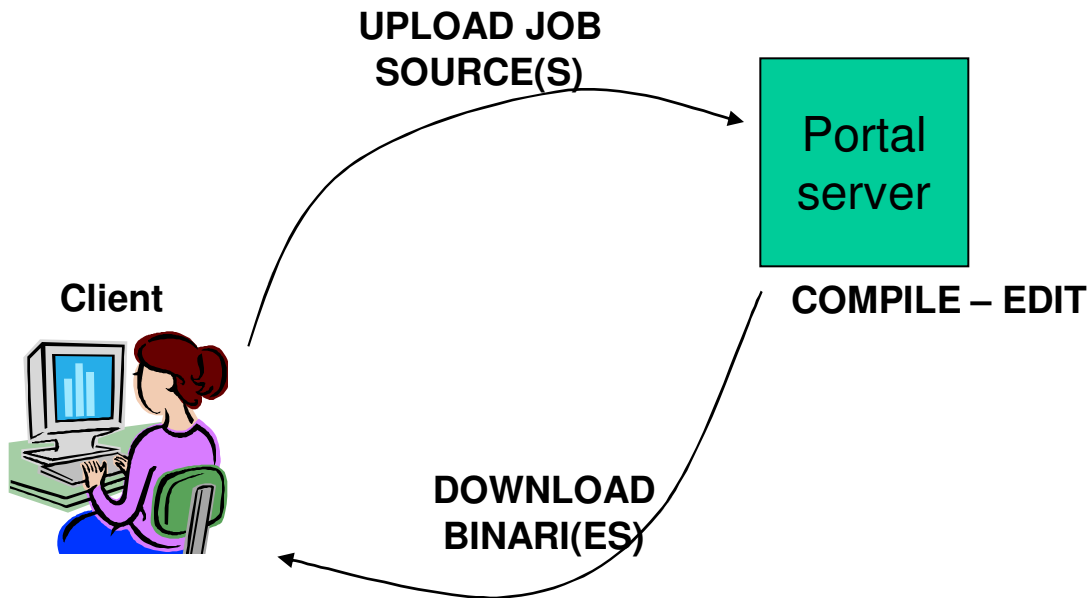 UPLOAD JOB
SOURCE(S)
Portal
server
Client
COMPILE – EDIT
DOWNLOAD
BINARI(ES)